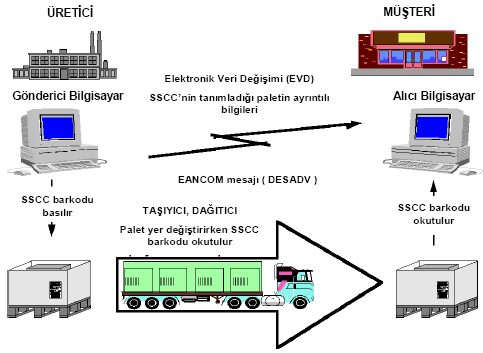 ÜRETİCİ
MÜŞTERİ
Elektronik Veri Değişimi (EVD)
Gönderici Bilgisayar
SSCC'nin tanımladığı paletin ayrıntılı
bilgileri
Alıcı Bilgisayar
EANCOM mesajı ( DESADV )
SSCC barkodu
basılır
TAŞIYICI, DAĞITICI
Palet yer değiştirirken SSCC
barkodu okutulur
SSCC barkodu
okutulur